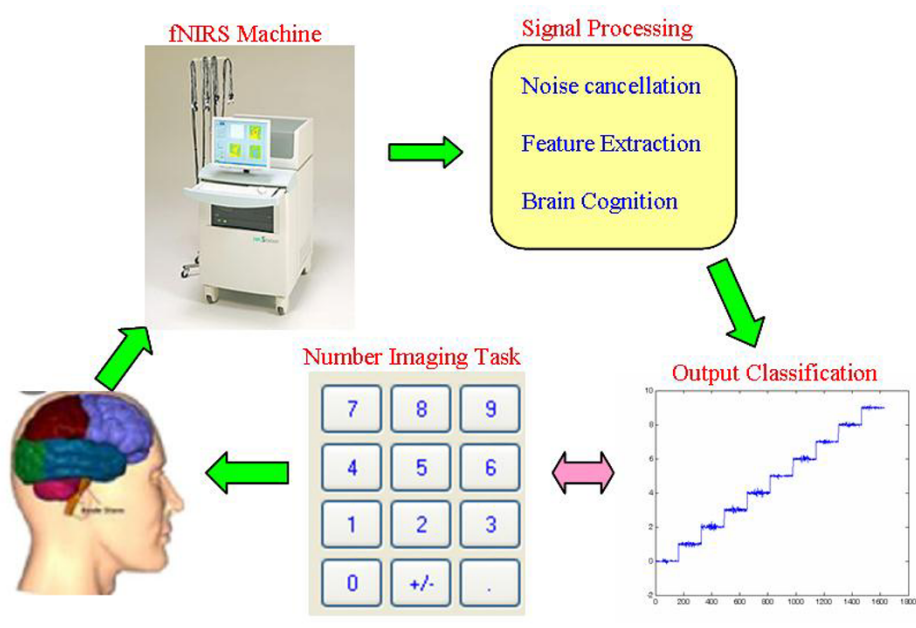 fNIRS Machine
Signal Processing
Noise cancellation
Feature Extraction
Brain Cognition
Number Imaging Task
7 8 9
4 5 6
1 2 3
0 +/- .
Output Classification
10
8
6
4
2
0
-2
0 200 400 600 800 1000 1200 1400 1600 1800